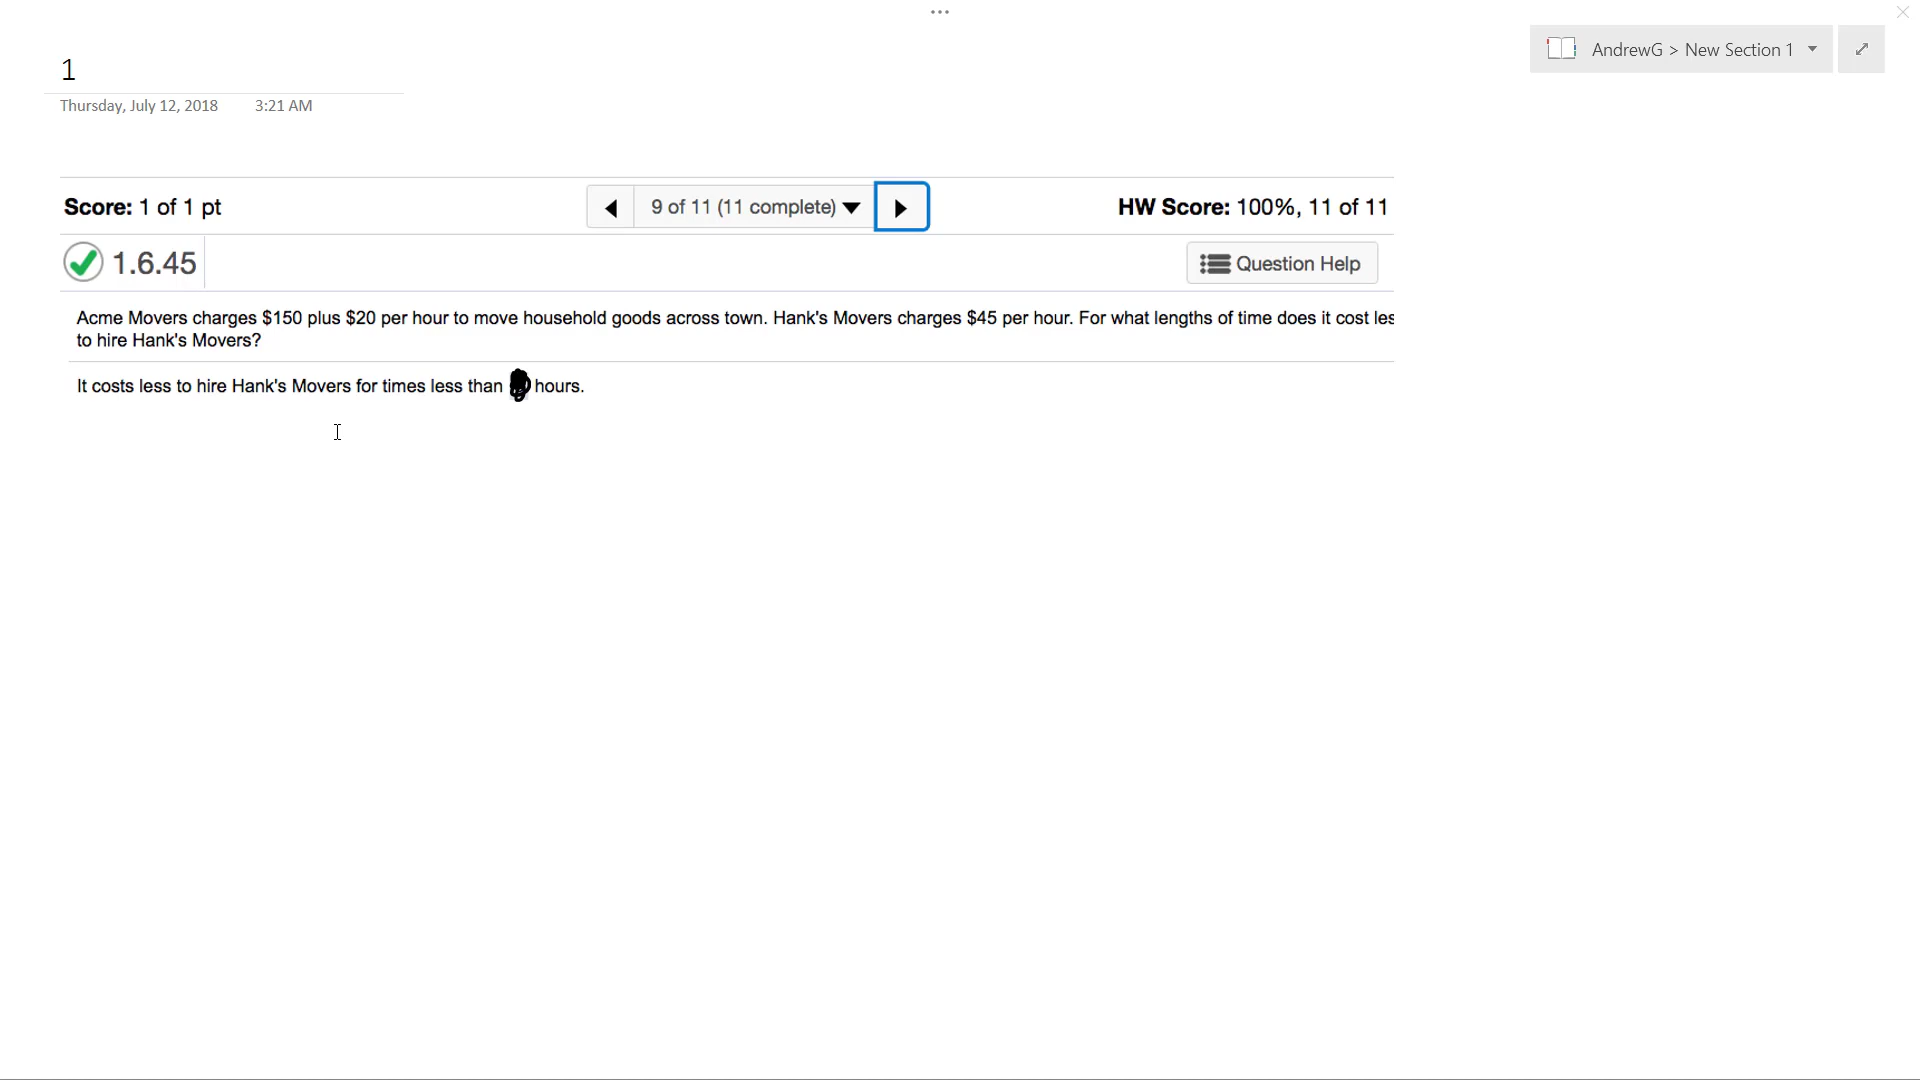 1
Thursday, July 12, 2018 3:21 AM
AndrewG > New Section 1
Score: 1 of 1 pt
9 of 11 (11 complete)
HW Score: 100%, 11 of 11
1.6.45
Question Help
Acme Movers charges $150 plus $20 per hour to move household goods across town. Hank's Movers charges $45 per hour. For what lengths of time does it cost les
to hire Hank's Movers?
It costs less to hire Hank's Movers for times less than hours.